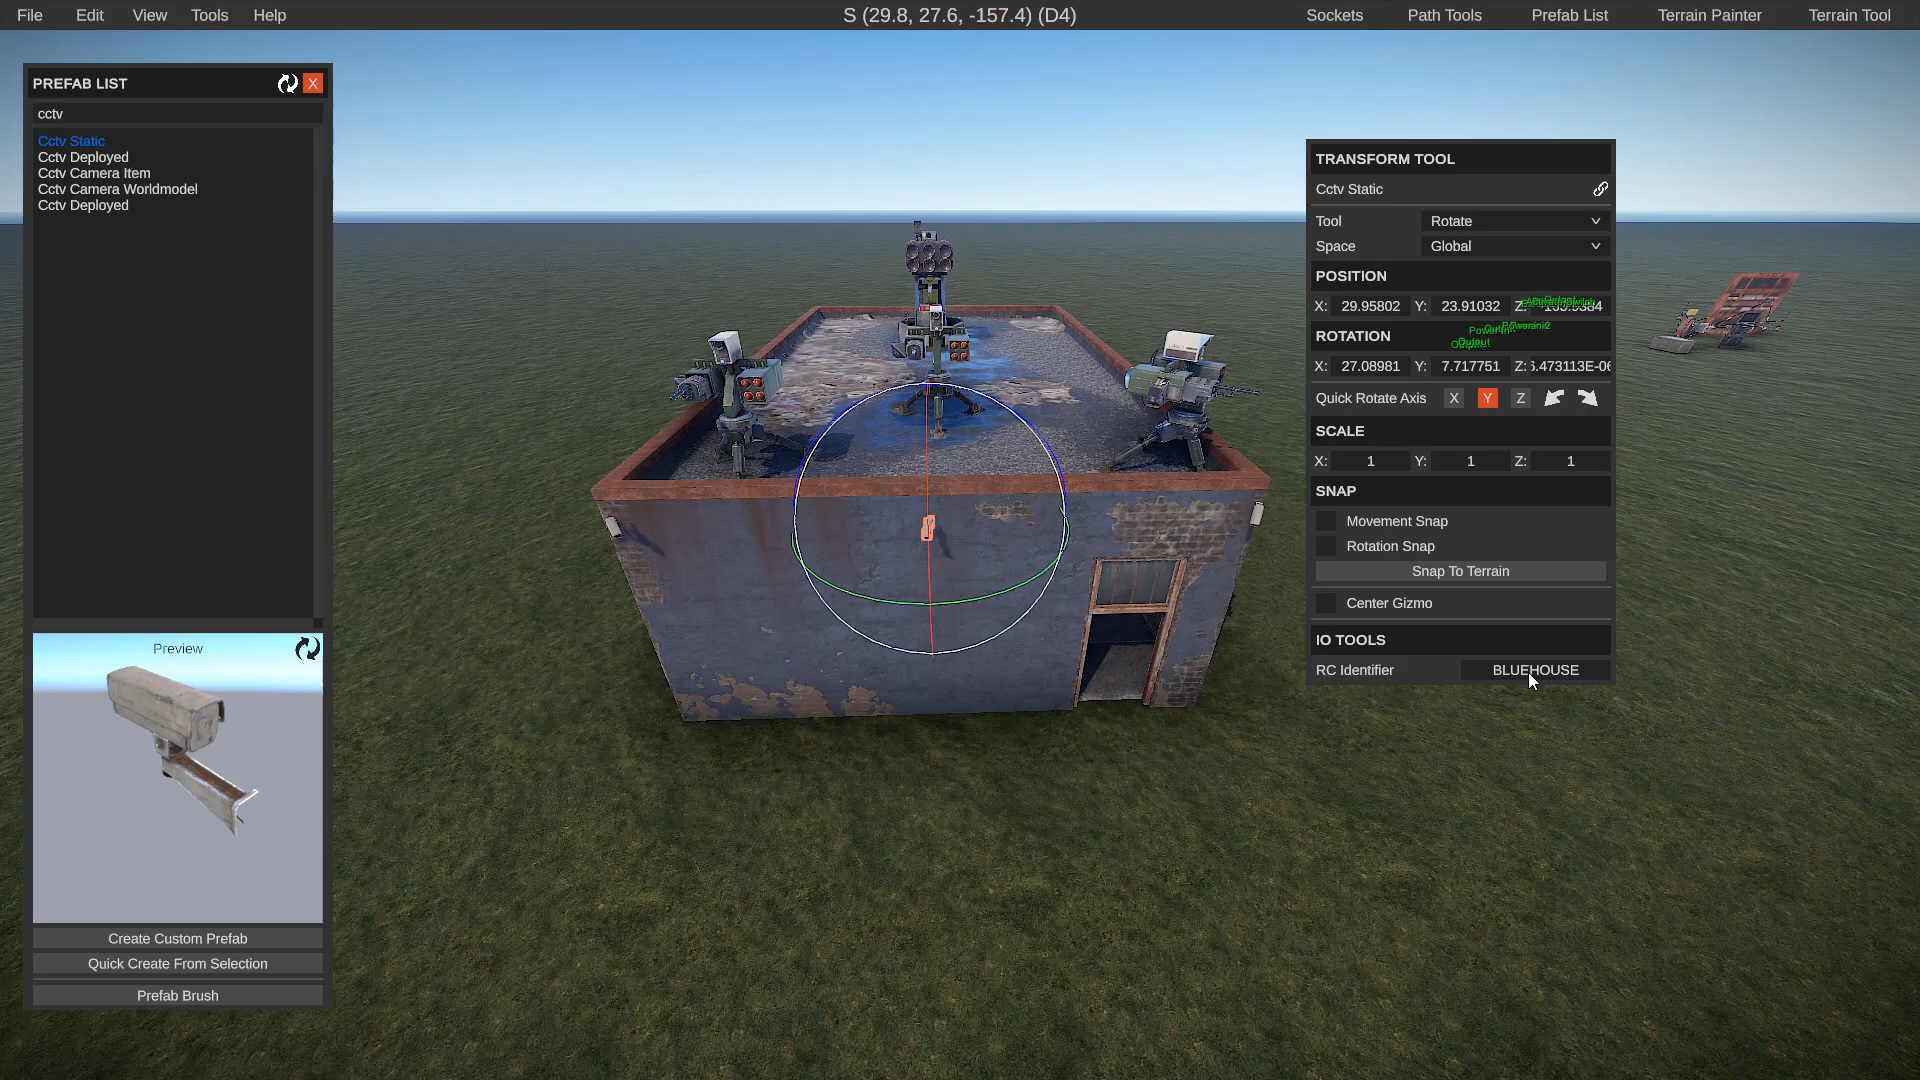 File Edit View Tools Help
S (29.8, 27.6, -157.4) (D4)
Sockets Path Tools Prefab List Terrain Painter Terrain Tool
PREFAB LIST
X
cctv
Cctv Static
Cctv Deployed
Cctv Camera Item
Cctv Camera Worldmodel
Cctv Deployed
Preview
Create Custom Prefab
Quick Create From Selection
Prefab Brush
TRANSFORM TOOL
Cctv Static
Tool Rotate
Space Global
POSITION
X: 29.95802 Y: 23.91032 Z:
ROTATION
Output
X: 27.08981 Y: 7.717751 Z: 5.473113E-06
Quick Rotate Axis X Y Z
SCALE
X: 1 Y: 1 Z: 1
SNAP
Movement Snap
Rotation Snap
Snap To Terrain
Center Gizmo
IO TOOLS
RC Identifier BLUEHOUSE